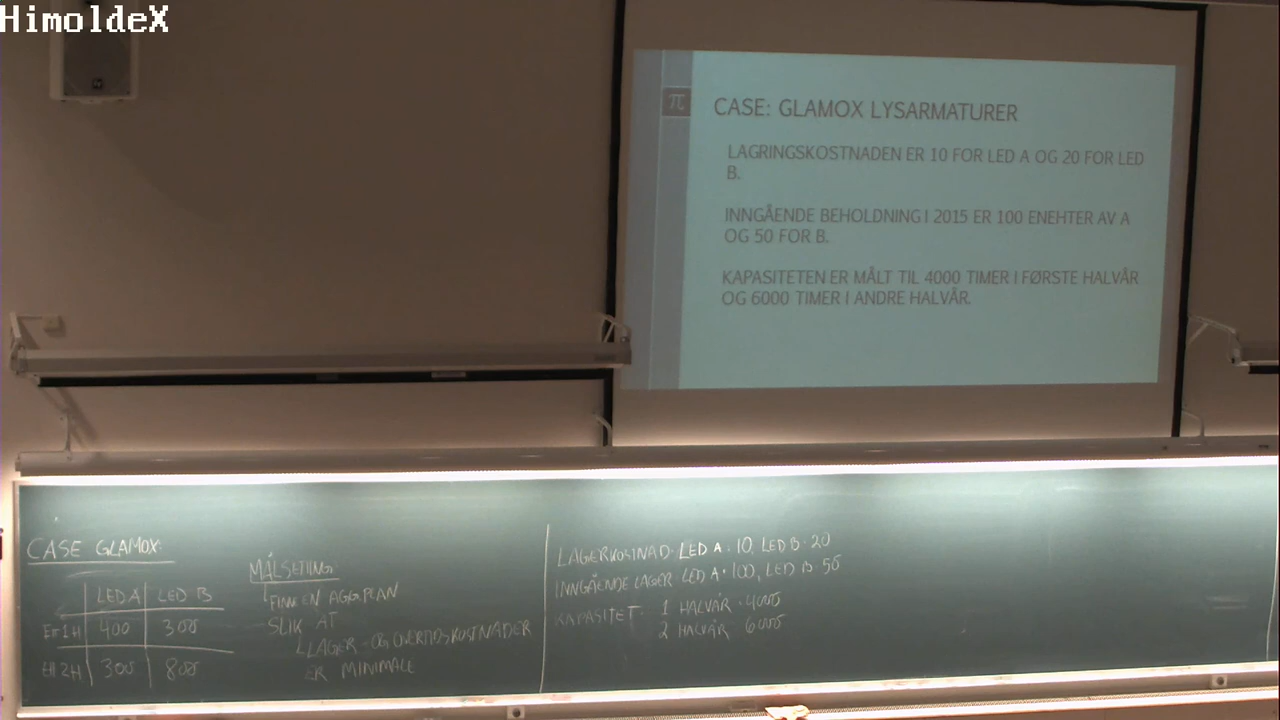 HimoldeX
π
CASE: GLAMOX LYSARMATURER
LAGRINGSKOSTNADEN ER 10 FOR LED A OG 20 FOR LED
B.
INNGÅENDE BEHOLDNING I 2015 ER 100 ENEHTER AV A
OG 50 FOR B.
KAPASITETEN ER MÅLT TIL 4000 TIMER I FØRSTE HALVÅR
OG 6000 TIMER I ANDRE HALVÅR.
CASE GLAMOX:
LED A LED B
400 300
2H 300 800
MÅLSETING:
FINN EN AGG.PLAN
SLIK AT
LAGER- OG OVERTIDSKOSTNADER
ER MINIMALE
LAGERKOSTNAD: LED A: 10, LED B: 20
INNGÅENDE LAGER: LED A: 100, LED B: 50
KAPASITET: 1 HALVÅR: 4000
2 HALVÅR: 6000